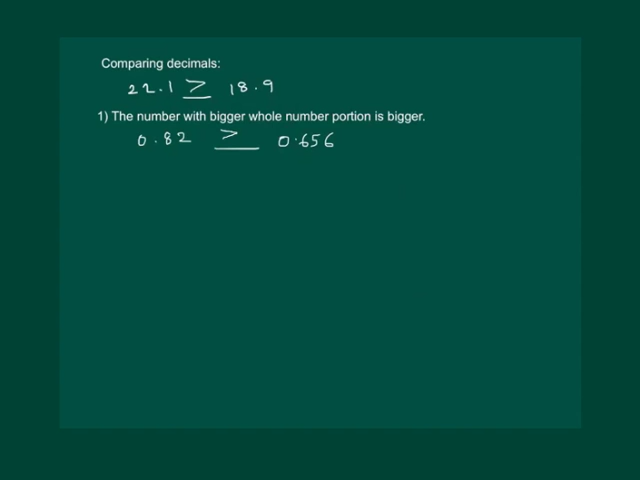 Comparing decimals:
22.1 > 18.9
1) The number with bigger whole number portion is bigger.
0.82 > 0.656